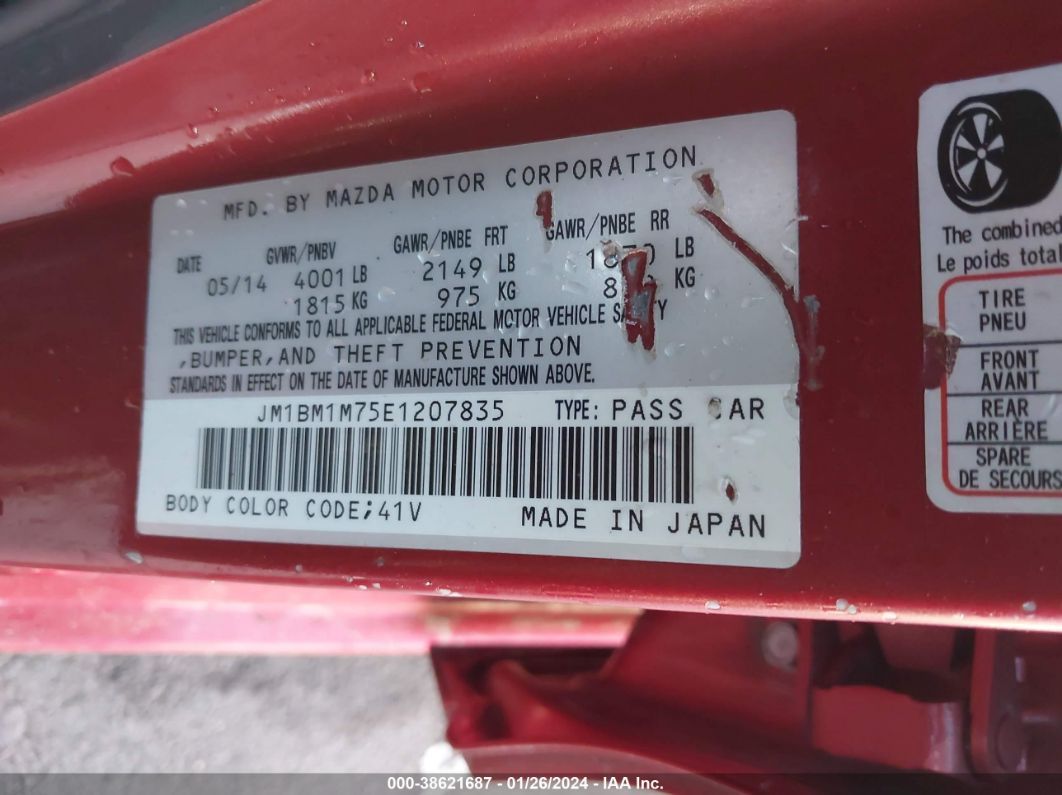 MFD. BY MAZDA MOTOR CORPORATION
DATE GVWR/PNBV GAWR/PNBE FRT GAWR/PNBE RR
05/14 4001 LB 2149 LB LB
1815 KG 975 KG KG
THIS VEHICLE CONFORMS TO ALL APPLICABLE FEDERAL MOTOR VEHICLE SAFETY
,BUMPER,AND THEFT PREVENTION
STANDARDS IN EFFECT ON THE DATE OF MANUFACTURE SHOWN ABOVE.
JM1BM1M75E1207835 TYPE: PASS CAR
BODY COLOR CODE;41V MADE IN JAPAN
The combined
Le poids total
TIRE
PNEU
FRONT
AVANT
REAR
ARRIÈRE
SPARE
DE SECOURS
000-38621687 - 01/26/2024 - IAA Inc.